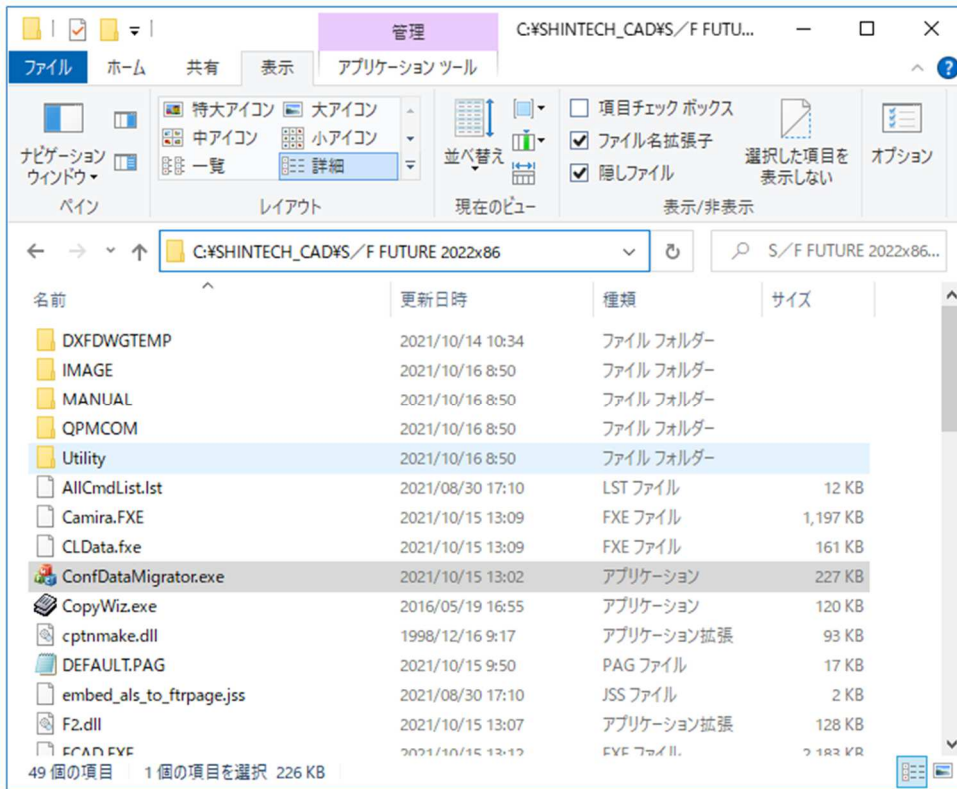 管理
C:¥SHINTECH_CAD¥S／F FUTU...
ファイル ホーム 共有 表示 アプリケーション ツール
特大アイコン 大アイコン
中アイコン 小アイコン
一覧 詳細
ナビゲーション
ウィンドウ
並べ替え
項目チェック ボックス
ファイル名拡張子
隠しファイル
選択した項目を
表示しない
オプション
ペイン レイアウト 現在のビュー 表示/非表示
C:¥SHINTECH_CAD¥S／F FUTURE 2022x86
S／F FUTURE 2022x86...
名前 更新日時 種類 サイズ
DXFDWGTEMP 2021/10/14 10:34 ファイル フォルダー
IMAGE 2021/10/16 8:50 ファイル フォルダー
MANUAL 2021/10/16 8:50 ファイル フォルダー
QPMCOM 2021/10/16 8:50 ファイル フォルダー
Utility 2021/10/16 8:50 ファイル フォルダー
AllCmdList.lst 2021/08/30 17:10 LST ファイル 12 KB
Camira.FXE 2021/10/15 13:09 FXE ファイル 1,197 KB
CLData.fxe 2021/10/15 13:09 FXE ファイル 161 KB
ConfDataMigrator.exe 2021/10/15 13:02 アプリケーション 227 KB
CopyWiz.exe 2016/05/19 16:55 アプリケーション 120 KB
cptnmake.dll 1998/12/16 9:17 アプリケーション拡張 93 KB
DEFAULT.PAG 2021/10/15 9:50 PAG ファイル 17 KB
embed_als_to_ftrpage.jss 2021/08/30 17:10 JSS ファイル 2 KB
F2.dll 2021/10/15 13:07 アプリケーション拡張 128 KB
2021/10/15 13:12 2,183 KB
49 個の項目 1 個の項目を選択 226 KB